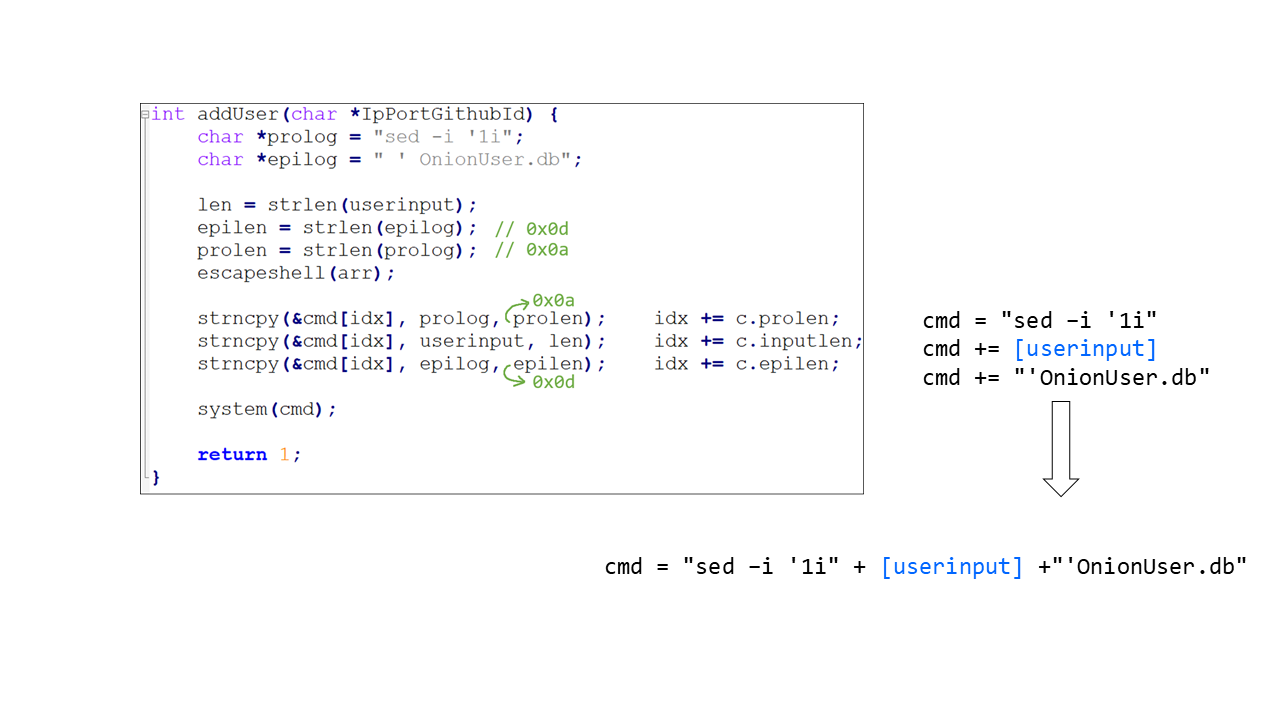 int addUser(char *IpPortGithubId) {
char *prolog = "sed -i '1i";
char *epilog = " ' OnionUser.db";
len = strlen(userinput);
epilen = strlen(epilog); // 0x0d
prolen = strlen(prolog); // 0x0a
escapeshell(arr);
0x0a
strncpy(&cmd[idx], prolog, prolen); idx += c.prolen;
strncpy(&cmd[idx], userinput, len); idx += c.inputlen;
strncpy(&cmd[idx], epilog, epilen); idx += c.epilen;
0x0d
system(cmd);
return 1;
}
cmd = "sed –i '1i"
cmd += [userinput]
cmd += "'OnionUser.db"
cmd = "sed –i '1i" + [userinput] +"'OnionUser.db"